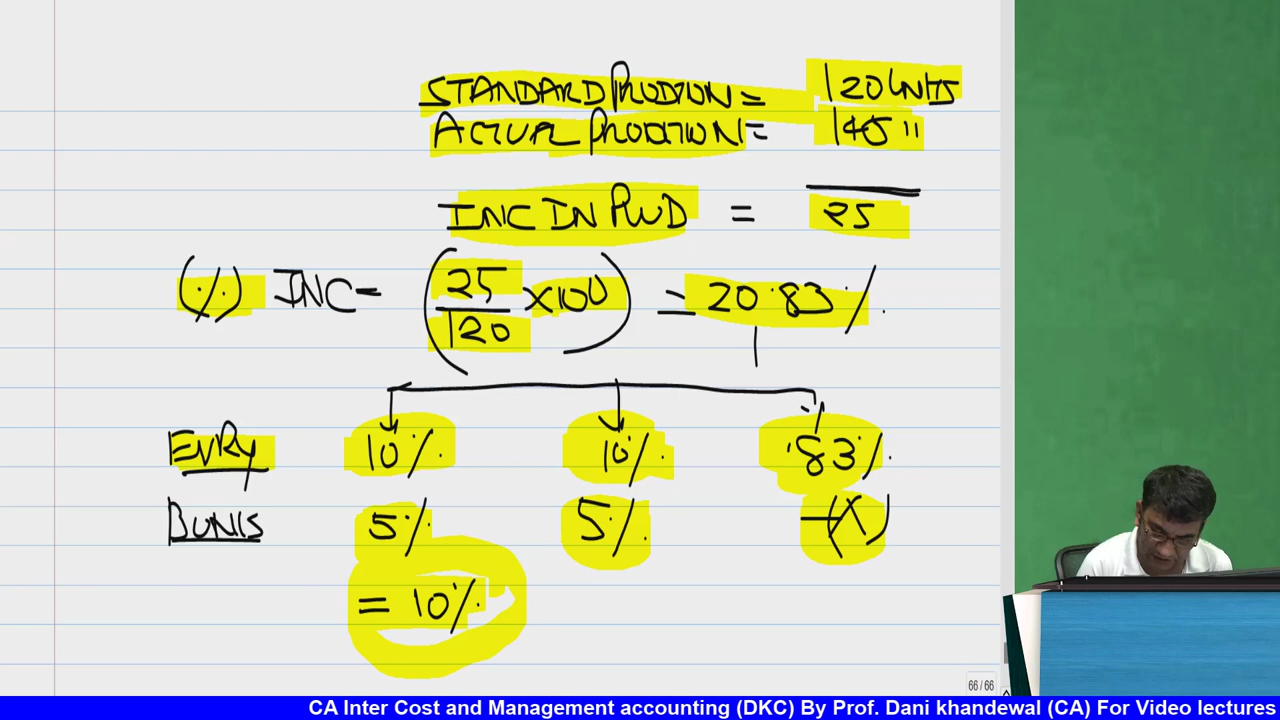 STANDARD PRODTION = 120 UNITS
ACTUAL PRODTION = 145 "
INC IN PROD = 25
(%) INC = (25/120 ×100) = 20.83%.
EVRY 10%. 10%. .83%.
BONUS 5%. 5%. — (X)
= 10%.
66 / 66
CA Inter Cost and Management accounting (DKC) By Prof. Dani khandewal (CA) For Video lectures